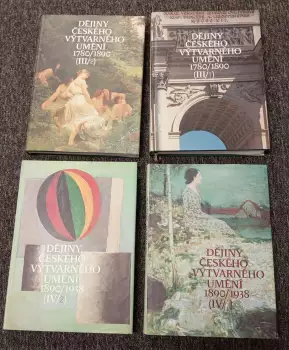 DĚJINY
ČESKÉHO
VÝTVARNÉHO
UMĚNÍ
1780/1890
(III/2)
DĚJINY
ČESKÉHO
VÝTVARNÉHO
UMĚNÍ
1780/1890
(III/1)
DĚJINY
ČESKÉHO
VÝTVARNÉHO
UMĚNÍ
1890/1938
(IV/2)
DĚJINY
ČESKÉHO
VÝTVARNÉHO
UMĚNÍ
1890/1938
(IV/1)